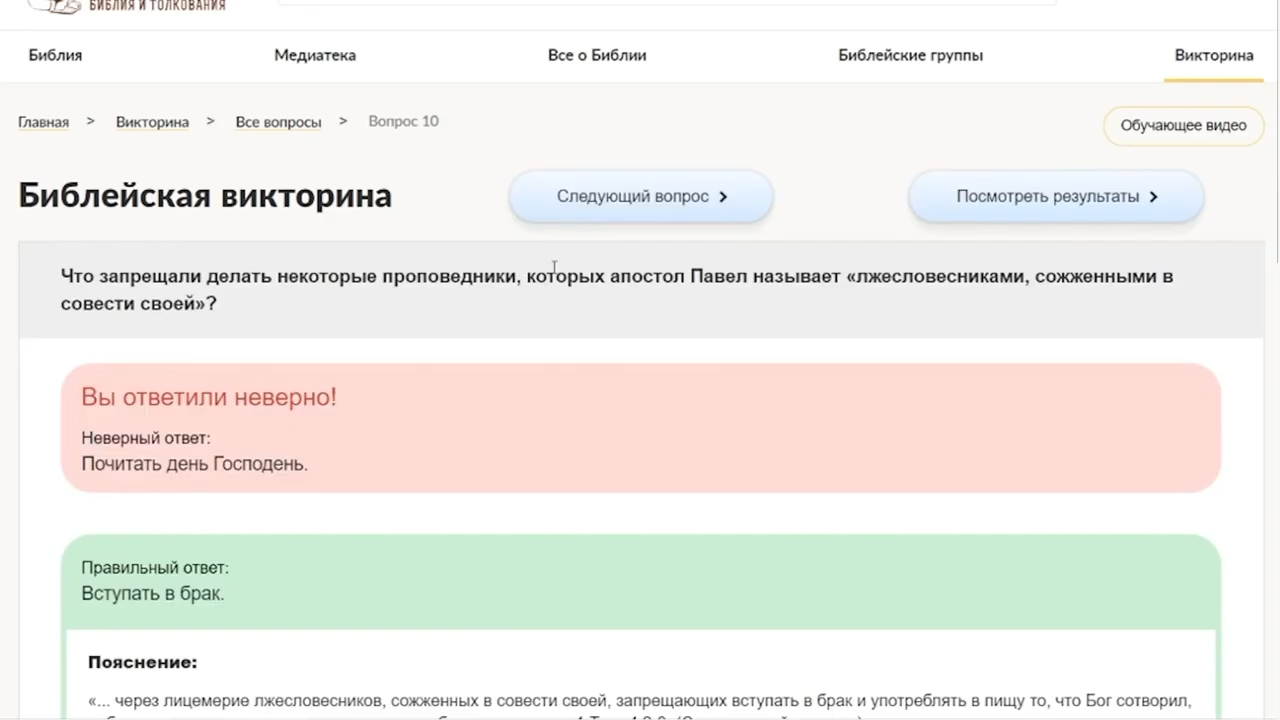 БИБЛИЯ И ТОЛКОВАНИЯ
Библия
Медиатека
Все о Библии
Библейские группы
Викторина
Главная > Викторина > Все вопросы > Вопрос 10
Обучающее видео
Библейская викторина
Следующий вопрос
Посмотреть результаты
Что запрещали делать некоторые проповедники, которых апостол Павел называет «лжесловесниками, сожженными в
совести своей»?
Вы ответили неверно!
Неверный ответ:
Почитать день Господень.
Правильный ответ:
Вступать в брак.
Пояснение:
«... через лицемерие лжесловесников, сожженных в совести своей, запрещающих вступать в брак и употреблять в пищу то, что Бог сотворил,